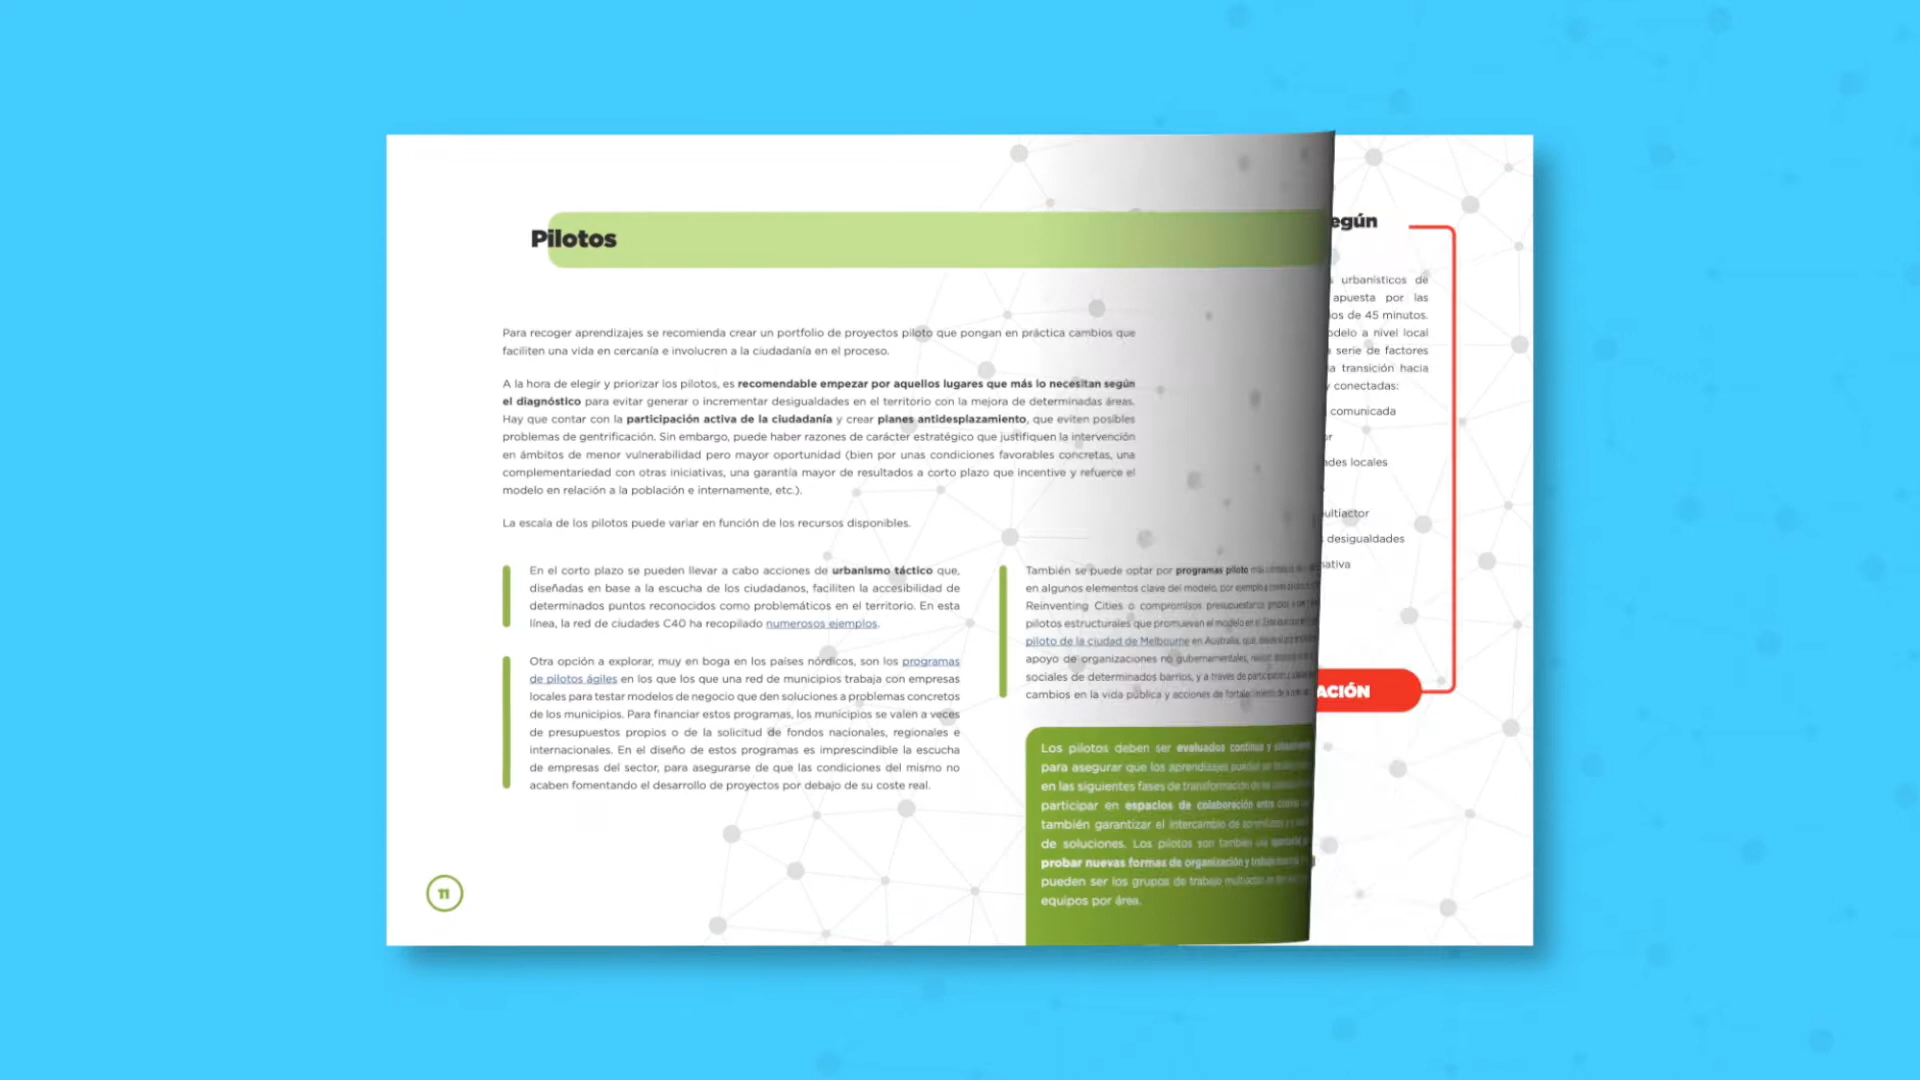 Pilotos
Para recoger aprendizajes se recomienda crear un portfolio de proyectos piloto que pongan en práctica cambios que
faciliten una vida en cercanía e involucren a la ciudadanía en el proceso.
A la hora de elegir y priorizar los pilotos, es recomendable empezar por aquellos lugares que más lo necesitan según
el diagnóstico para evitar generar o incrementar desigualdades en el territorio con la mejora de determinadas áreas.
Hay que contar con la participación activa de la ciudadanía y crear planes antidesplazamiento, que eviten posibles
problemas de gentrificación. Sin embargo, puede haber razones de carácter estratégico que justifiquen la intervención
en ámbitos de menor vulnerabilidad pero mayor oportunidad (bien por unas condiciones favorables concretas, una
complementariedad con otras iniciativas, una garantía mayor de resultados a corto plazo que incentive y refuerce el
modelo en relación a la población e internamente, etc.).
La escala de los pilotos puede variar en función de los recursos disponibles.
En el corto plazo se pueden llevar a cabo acciones de urbanismo táctico que,
diseñadas en base a la escucha de los ciudadanos, faciliten la accesibilidad de
determinados puntos reconocidos como problemáticos en el territorio. En esta
línea, la red de ciudades C40 ha recopilado numerosos ejemplos.
Otra opción a explorar, muy en boga en los países nórdicos, son los programas
de pilotos ágiles en los que los que una red de municipios trabaja con empresas
locales para testar modelos de negocio que den soluciones a problemas concretos
de los municipios. Para financiar estos programas, los municipios se valen a veces
de presupuestos propios o de la solicitud de fondos nacionales, regionales e
internacionales. En el diseño de estos programas es imprescindible la escucha
de empresas del sector, para asegurarse de que las condiciones del mismo no
acaben fomentando el desarrollo de proyectos por debajo de su coste real.
También se puede optar por programas piloto
en algunos elementos clave del modelo, por ejemplo
Reinventing Cities o compromisos presupuestarios
pilotos estructurales que promuevan el modelo en
piloto de la ciudad de Melbourne en Australia, que,
apoyo de organizaciones no gubernamentales,
sociales de determinados barrios, y a través de
cambios en la vida pública y acciones de
Los pilotos deben ser evaluados continua y
para asegurar que los aprendizajes puedan
en las siguientes fases de transformación
participar en espacios de colaboración entre
también garantizar el intercambio de
de soluciones. Los pilotos son también
probar nuevas formas de organización y
pueden ser los grupos de trabajo multiactor
equipos por área.
11
egún
urbanísticos de
apuesta por las
os de 45 minutos.
odelo a nivel local
serie de factores
a transición hacia
y conectadas:
comunicada
r
des locales
ultiactor
desigualdades
nativa
ACIÓN